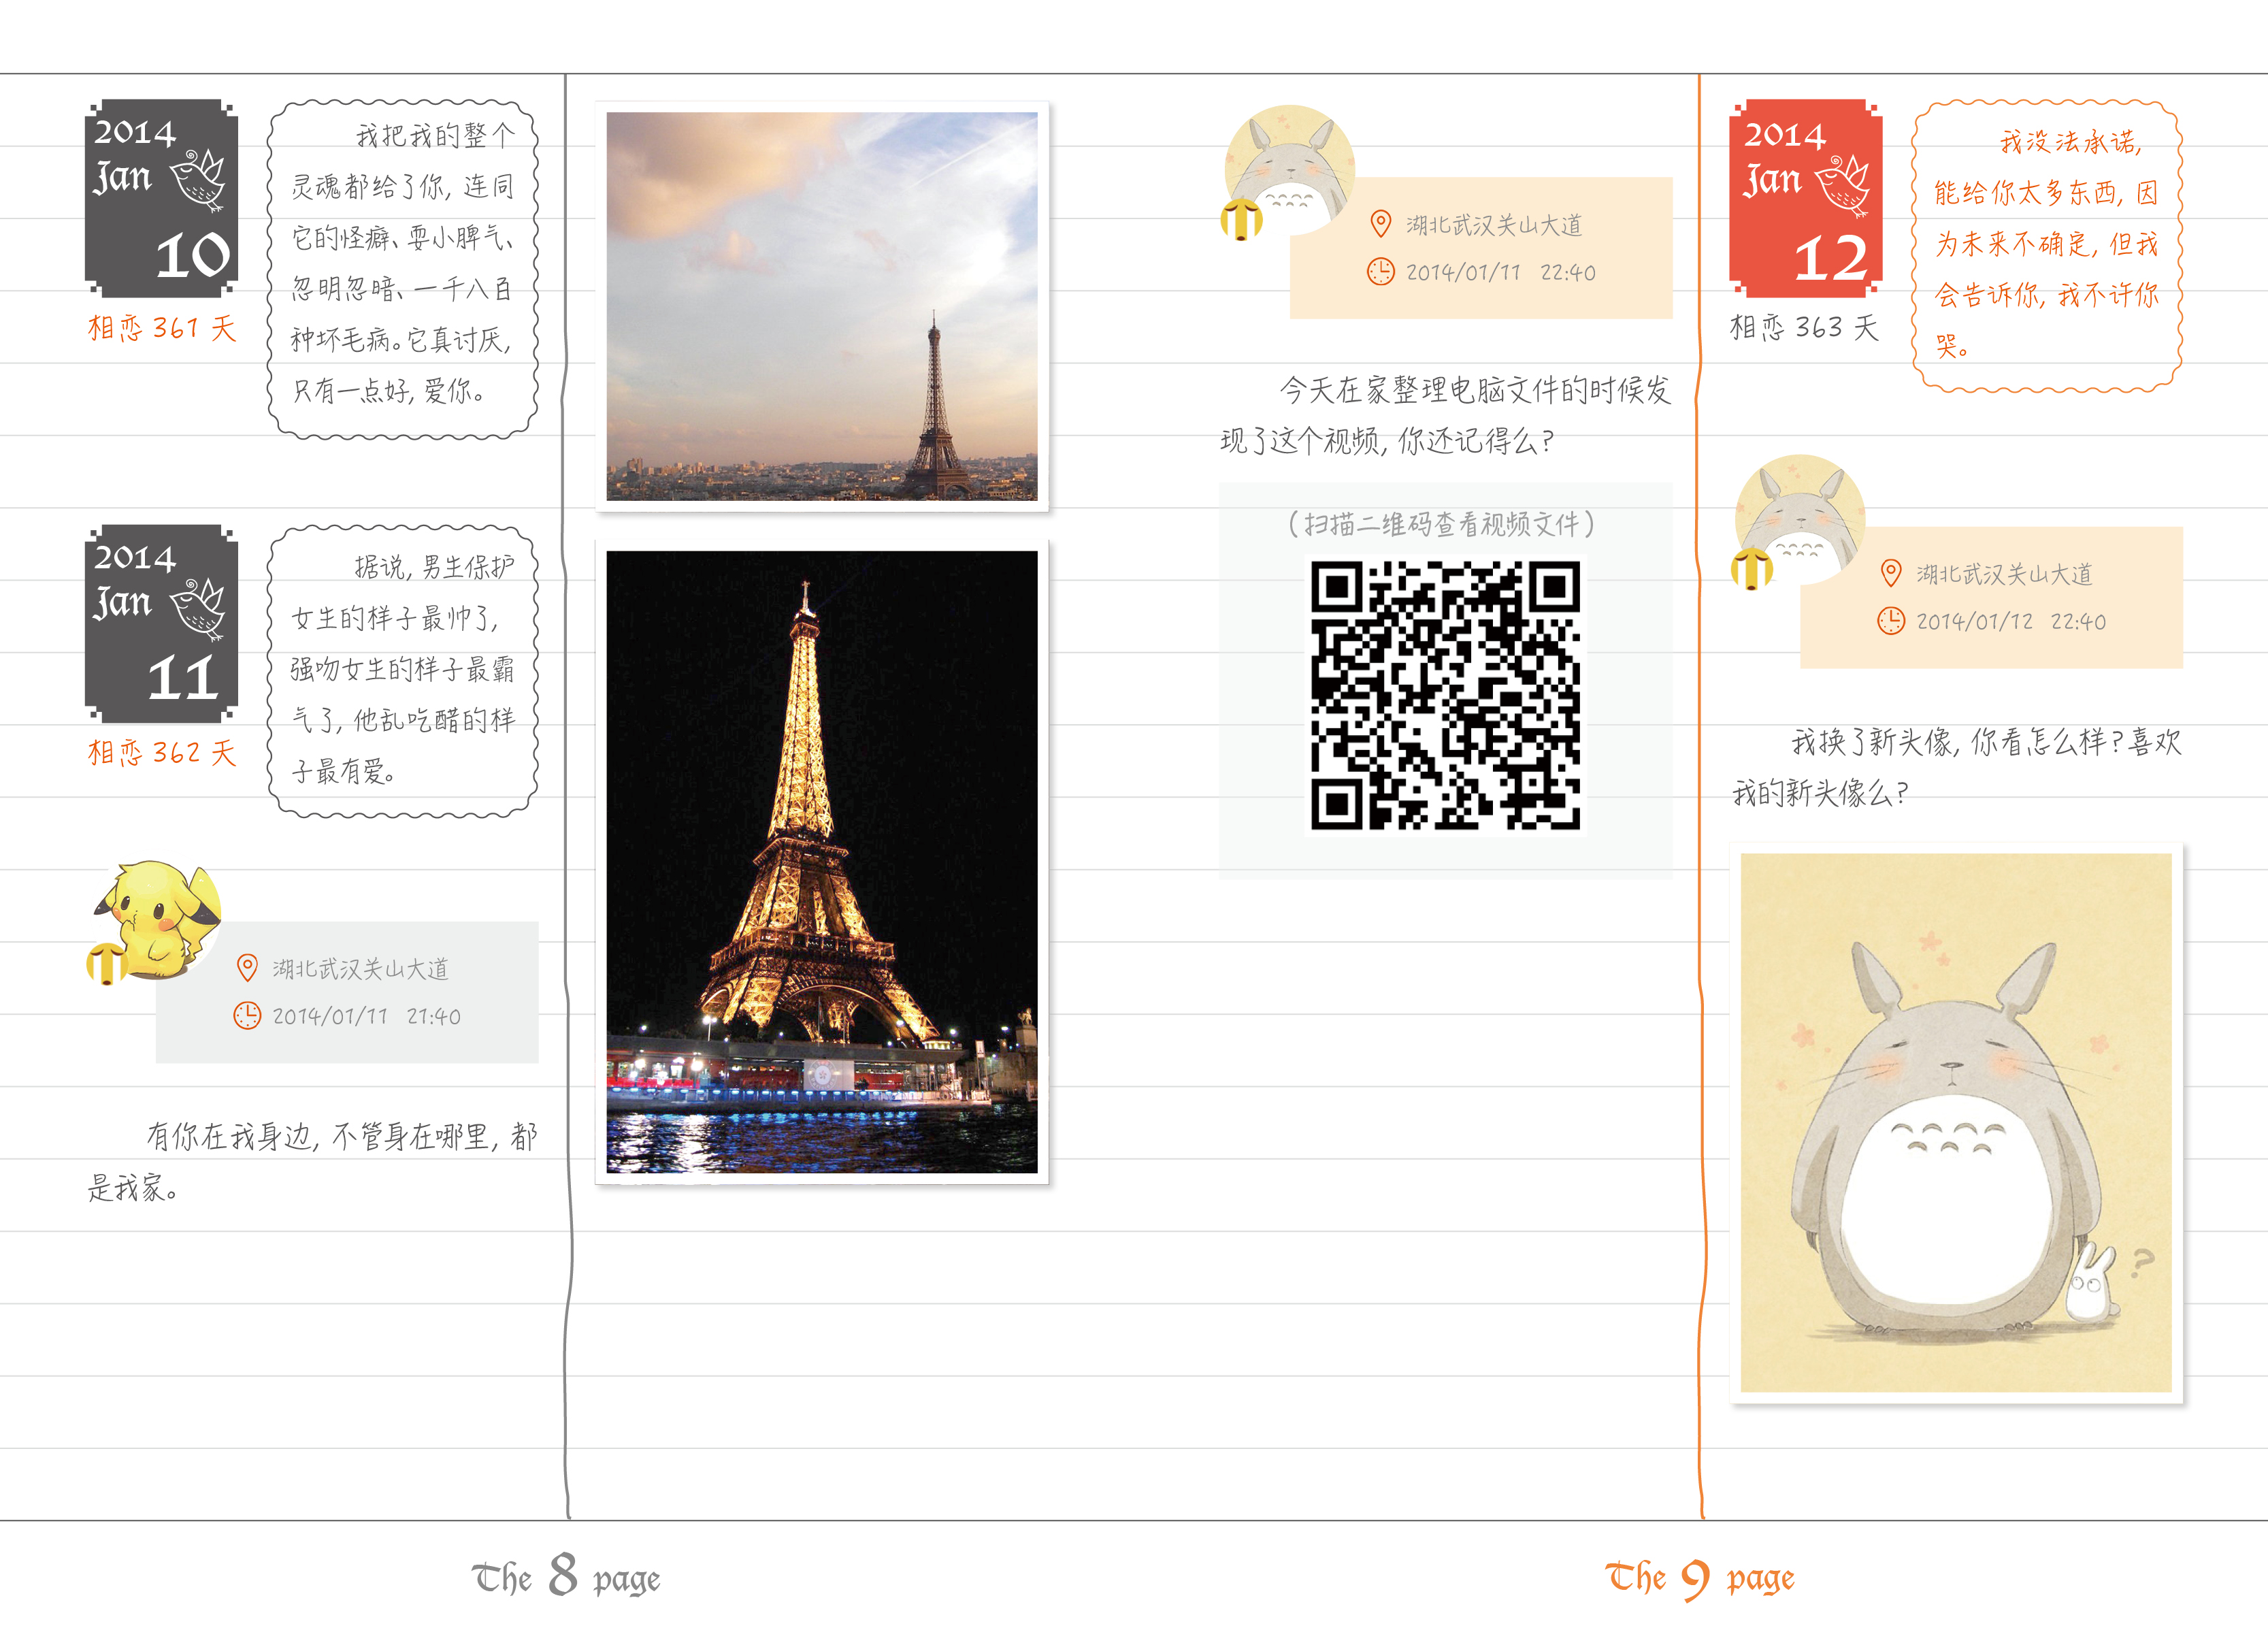 2014
Jan
10
相恋 361 天
我把我的整个
灵魂都给了你, 连同
它的怪癖、耍小脾气、
忽明忽暗、一千八百
种坏毛病。它真讨厌,
只有一点好, 爱你。
2014
Jan
11
相恋 362 天
据说, 男生保护
女生的样子最帅了,
强吻女生的样子最霸
气了, 他乱吃醋的样
子最有爱。
湖北武汉关山大道
2014/01/11 21:40
有你在我身边, 不管身在哪里, 都
是我家。
湖北武汉关山大道
2014/01/11 22:40
今天在家整理电脑文件的时候发
现了这个视频, 你还记得么?
(扫描二维码查看视频文件)
2014
Jan
12
相恋 363 天
我没法承诺,
能给你太多东西, 因
为未来不确定, 但我
会告诉你, 我不许你
哭。
湖北武汉关山大道
2014/01/12 22:40
我换了新头像, 你看怎么样?喜欢
我的新头像么?
?
The 8 page
The 9 page